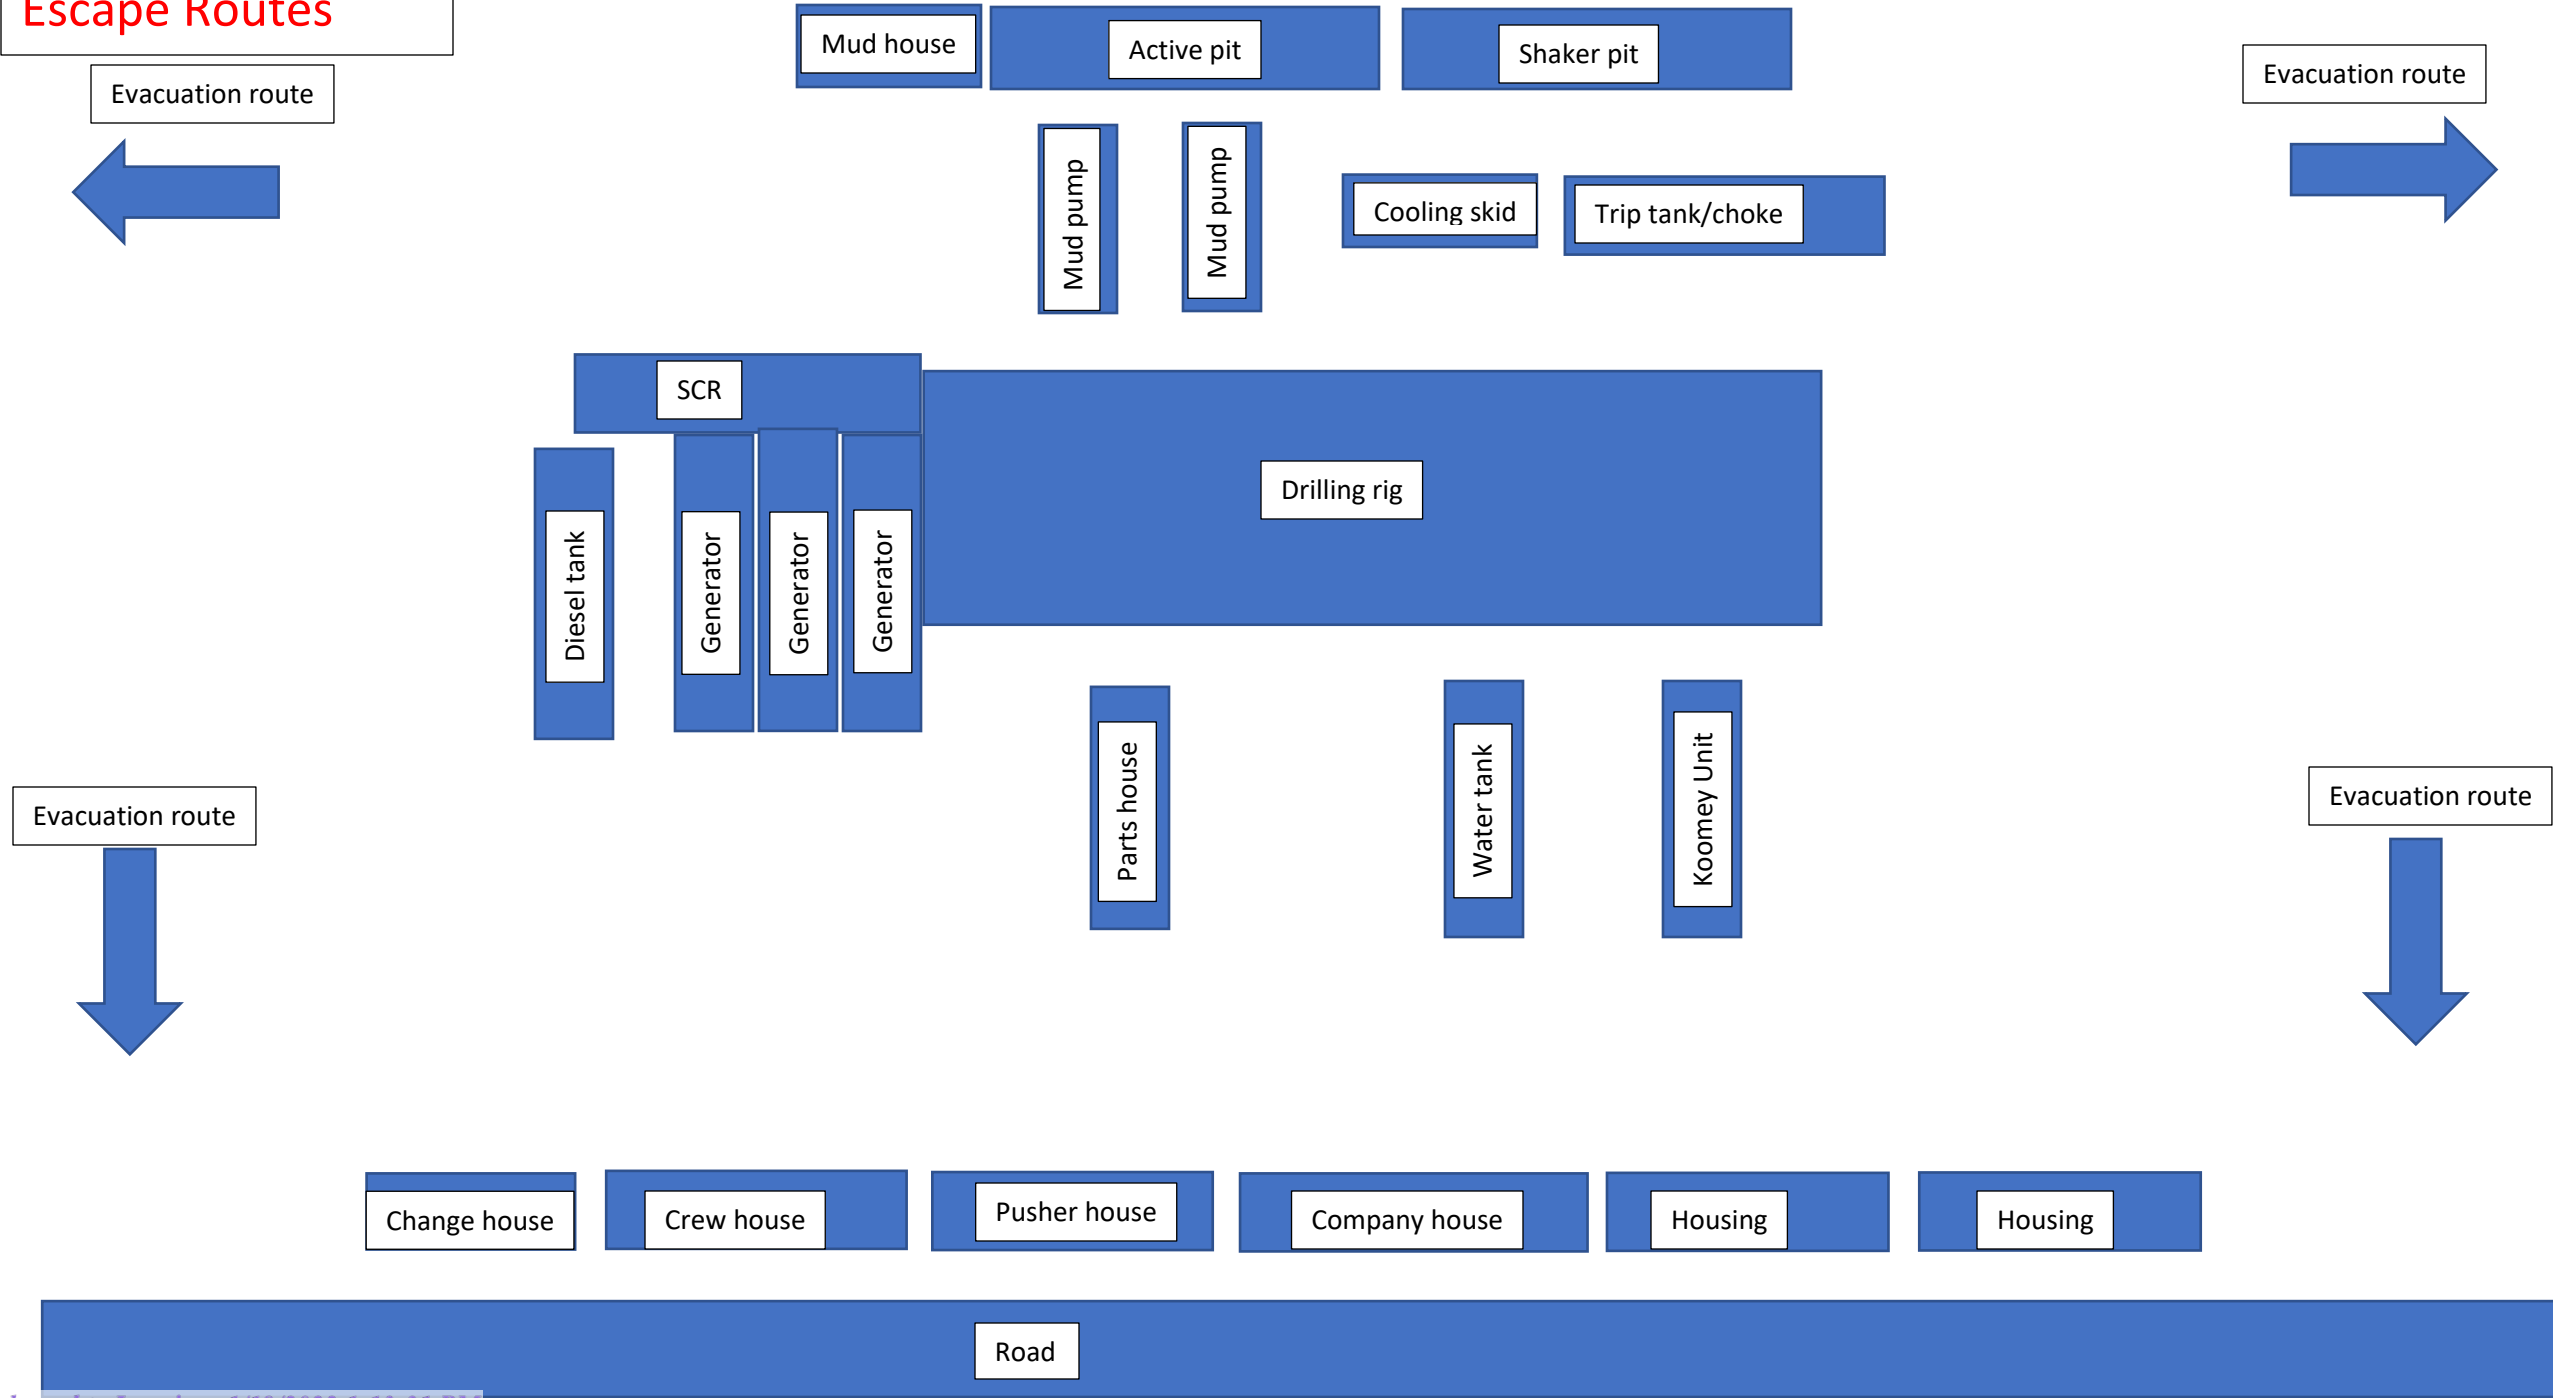 Escape Routes
Mud house
Active pit
Shaker pit
Evacuation route
Evacuation route
Mud pump
Mud pump
Cooling skid
Trip tank/choke
SCR
Drilling rig
Diesel tank
Generator
Generator
Generator
Parts house
Water tank
Koomey Unit
Evacuation route
Evacuation route
Change house
Crew house
Pusher house
Company house
Housing
Housing
Road